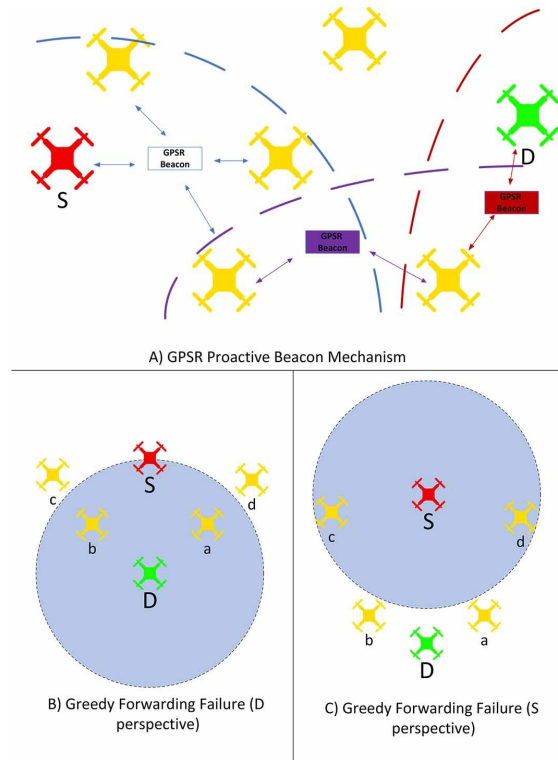 D
GPSR
Beacon
S
GPSR
Beacon
GPSR
Beacon
A) GPSR Proactive Beacon Mechanism
S
c
d
b
a
D
B) Greedy Forwarding Failure (D
perspective)
S
c
d
b
a
D
C) Greedy Forwarding Failure (S
perspective)